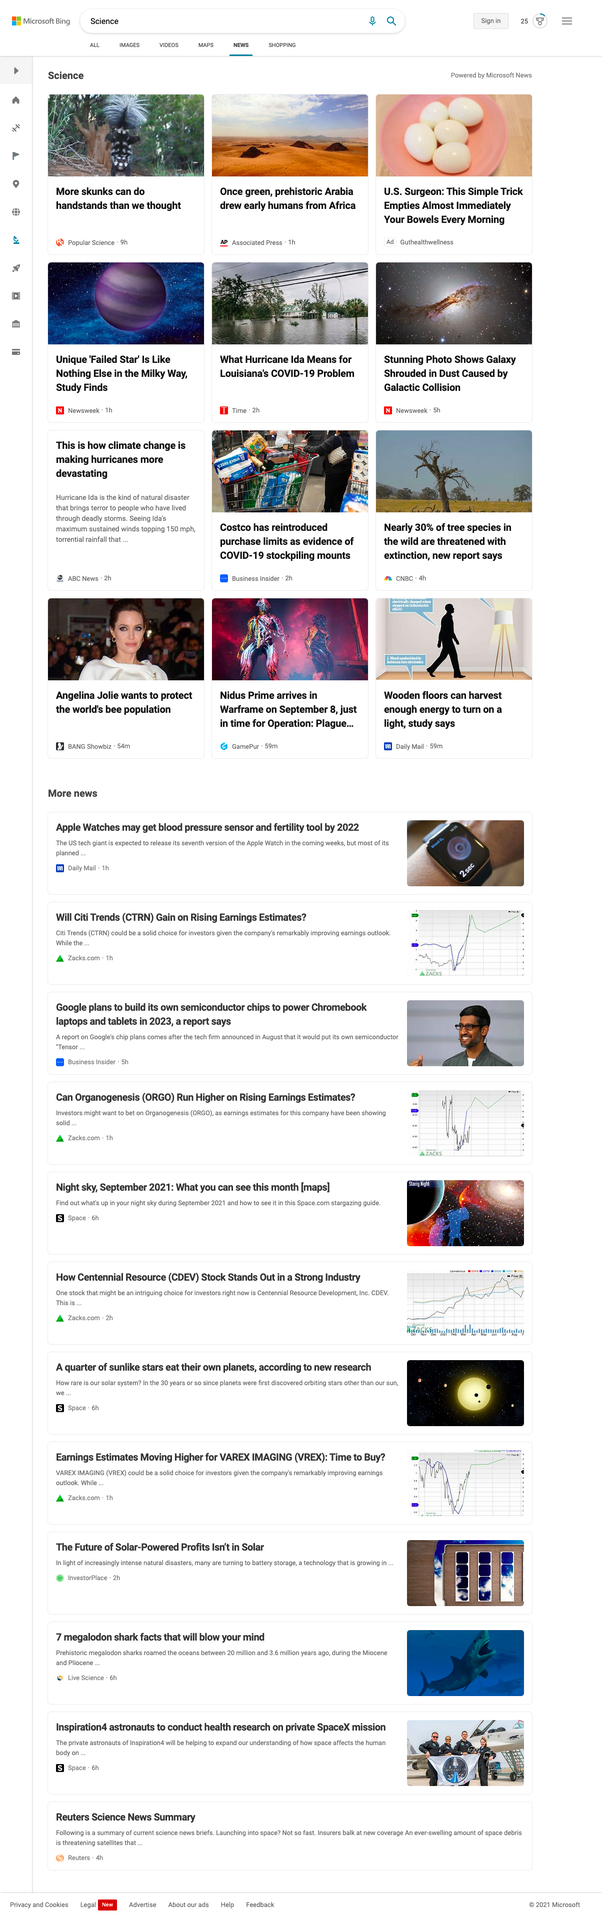 Microsoft Bing
Science
Sign in
25
ALL
IMAGES
VIDEOS
MAPS
NEWS
SHOPPING
Science
Powered by Microsoft News
More skunks can do
handstands than we thought
Popular Science · 9h
Once green, prehistoric Arabia
drew early humans from Africa
AP
Associated Press · 1h
U.S. Surgeon: This Simple Trick
Empties Almost Immediately
Your Bowels Every Morning
Ad
Guthealthwellness
Unique 'Failed Star' Is Like
Nothing Else in the Milky Way,
Study Finds
N
Newsweek · 1h
What Hurricane Ida Means for
Louisiana's COVID-19 Problem
Time · 2h
Stunning Photo Shows Galaxy
Shrouded in Dust Caused by
Galactic Collision
N
Newsweek · 5h
This is how climate change is
making hurricanes more
devastating
Hurricane Ida is the kind of natural disaster
that brings terror to people who have lived
through deadly storms. Seeing Ida's
maximum sustained winds topping 150 mph,
torrential rainfall that ...
ABC News · 2h
Costco has reintroduced
purchase limits as evidence of
COVID-19 stockpiling mounts
Business Insider · 2h
Nearly 30% of tree species in
the wild are threatened with
extinction, new report says
CNBC · 4h
Angelina Jolie wants to protect
the world's bee population
BANG Showbiz · 54m
Nidus Prime arrives in
Warframe on September 8, just
in time for Operation: Plague...
GamePur · 59m
Wooden floors can harvest
enough energy to turn on a
light, study says
Daily Mail · 59m
More news
Apple Watches may get blood pressure sensor and fertility tool by 2022
The US tech giant is expected to release its seventh version of the Apple Watch in the coming weeks, but most of its
planned ...
Daily Mail · 1h
2 sec
Will Citi Trends (CTRN) Gain on Rising Earnings Estimates?
Citi Trends (CTRN) could be a solid choice for investors given the company's remarkably improving earnings outlook.
While the ...
Zacks.com · 1h
ZACKS
Google plans to build its own semiconductor chips to power Chromebook
laptops and tablets in 2023, a report says
A report on Google's chip plans comes after the tech firm announced in August that it would put its own semiconductor
"Tensor ...
Business Insider · 5h
Can Organogenesis (ORGO) Run Higher on Rising Earnings Estimates?
Investors might want to bet on Organogenesis (ORGO), as earnings estimates for this company have been showing
solid ...
Zacks.com · 1h
ZACKS
Night sky, September 2021: What you can see this month [maps]
Find out what's up in your night sky during September 2021 and how to see it in this Space.com stargazing guide.
S
Space · 6h
Starry Night
How Centennial Resource (CDEV) Stock Stands Out in a Strong Industry
One stock that might be an intriguing choice for investors right now is Centennial Resource Development, Inc. CDEV.
This is ...
Zacks.com · 2h
ZACKS
A quarter of sunlike stars eat their own planets, according to new research
How rare is our solar system? In the 30 years or so since planets were first discovered orbiting stars other than our sun,
we ...
S
Space · 6h
Earnings Estimates Moving Higher for VAREX IMAGING (VREX): Time to Buy?
VAREX IMAGING (VREX) could be a solid choice for investors given the company's remarkably improving earnings
outlook. While ...
Zacks.com · 1h
ZACKS
The Future of Solar-Powered Profits Isn't in Solar
In light of increasingly intense natural disasters, many are turning to battery storage, a technology that is growing in ...
InvestorPlace · 2h
7 megalodon shark facts that will blow your mind
Prehistoric megalodon sharks roamed the oceans between 20 million and 3.6 million years ago, during the Miocene
and Pliocene ...
Live Science · 6h
Inspiration4 astronauts to conduct health research on private SpaceX mission
The private astronauts of Inspiration4 will be helping to expand our understanding of how space affects the human
body on ...
S
Space · 6h
Reuters Science News Summary
Following is a summary of current science news briefs. Launching into space? Not so fast. Insurers balk at new coverage An ever-swelling amount of space debris
is threatening satellites that ...
Reuters · 4h
Privacy and Cookies
Legal
New
Advertise
About our ads
Help
Feedback
© 2021 Microsoft